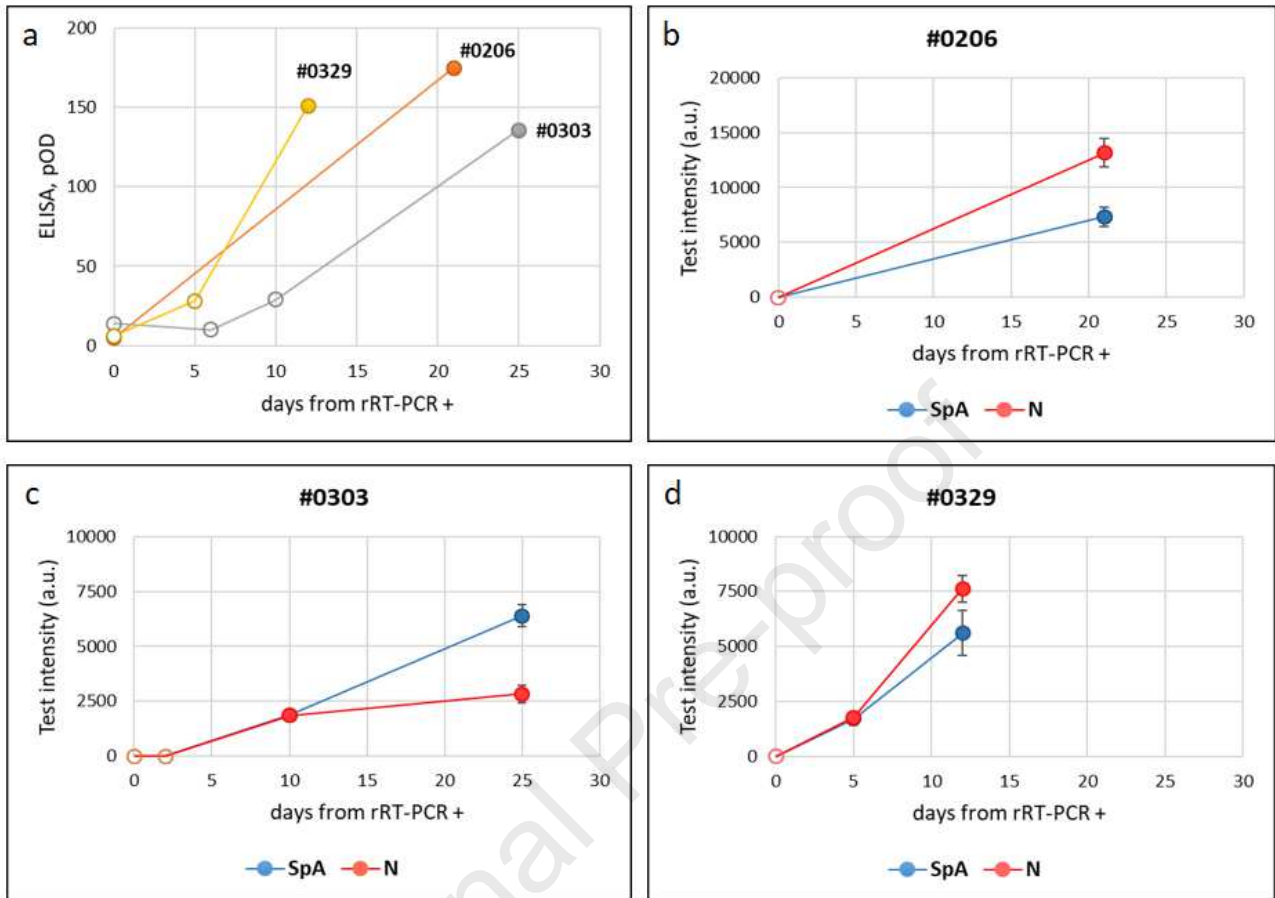 a
200
150
100
50
0
ELISA, pOD
#0329
#0206
#0303
0 5 10 15 20 25 30
days from rRT-PCR +
b
#0206
20000
15000
10000
5000
0
Test intensity (a.u.)
0 5 10 15 20 25 30
days from rRT-PCR +
SpA N
c
#0303
10000
7500
5000
2500
0
Test intensity (a.u.)
0 5 10 15 20 25 30
days from rRT-PCR +
SpA N
d
#0329
10000
7500
5000
2500
0
Test intensity (a.u.)
0 5 10 15 20 25 30
days from rRT-PCR +
SpA N
nal Pre-proof